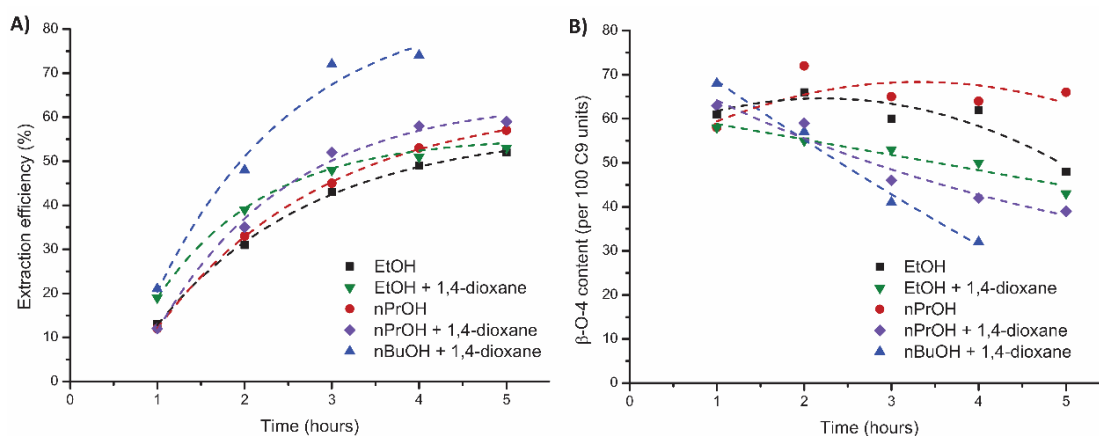 A)
80
70
60
50
40
30
20
10
0
Extraction efficiency (%)
EtOH
EtOH + 1,4-dioxane
nPrOH
nPrOH + 1,4-dioxane
nBuOH + 1,4-dioxane
0 1 2 3 4 5
Time (hours)
B)
80
70
60
50
40
30
20
10
0
β-O-4 content (per 100 C9 units)
EtOH
EtOH + 1,4-dioxane
nPrOH
nPrOH + 1,4-dioxane
nBuOH + 1,4-dioxane
0 1 2 3 4 5
Time (hours)